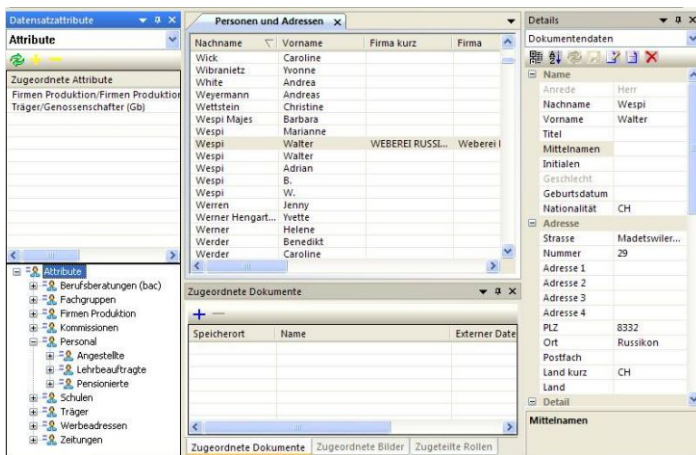 Datensatzattribute
Attribute
Zugeordnete Attribute
Firmen Produktion/Firmen Produktion
Träger/Genossenschafter (Gb)
Attribute
Berufsberatungen (bac)
Fachgruppen
Firmen Produktion
Kommissionen
Personal
Angestellte
Lehrbeauftragte
Pensionierte
Schulen
Träger
Werbeadressen
Zeitungen
Personen und Adressen
Nachname Vorname Firma kurz Firma
Wick Caroline
Wibranietz Yvonne
White Andrea
Weyermann Andreas
Wettstein Christine
Wespi Majes Barbara
Wespi Marianne
Wespi Walter WEBEREI RUSSI... Weberei
Wespi Walter
Wespi Adrian
Wespi B.
Wespi W.
Werren Jenny
Werner Hengart... Yvette
Werner Helene
Werder Benedikt
Werder Caroline
Zugeordnete Dokumente
Speicherort Name Externer Date
Zugeordnete Dokumente Zugeordnete Bilder Zugeteilte Rollen
Details
Dokumentendaten
Name
Anrede Herr
Nachname Wespi
Vorname Walter
Titel
Mittelnamen
Initialen
Geschlecht
Geburtsdatum
Nationalität CH
Adresse
Strasse Madetswiler...
Nummer 29
Adresse 1
Adresse 2
Adresse 3
Adresse 4
PLZ 8332
Ort Russikon
Postfach
Land kurz CH
Land
Detail
Mittelnamen